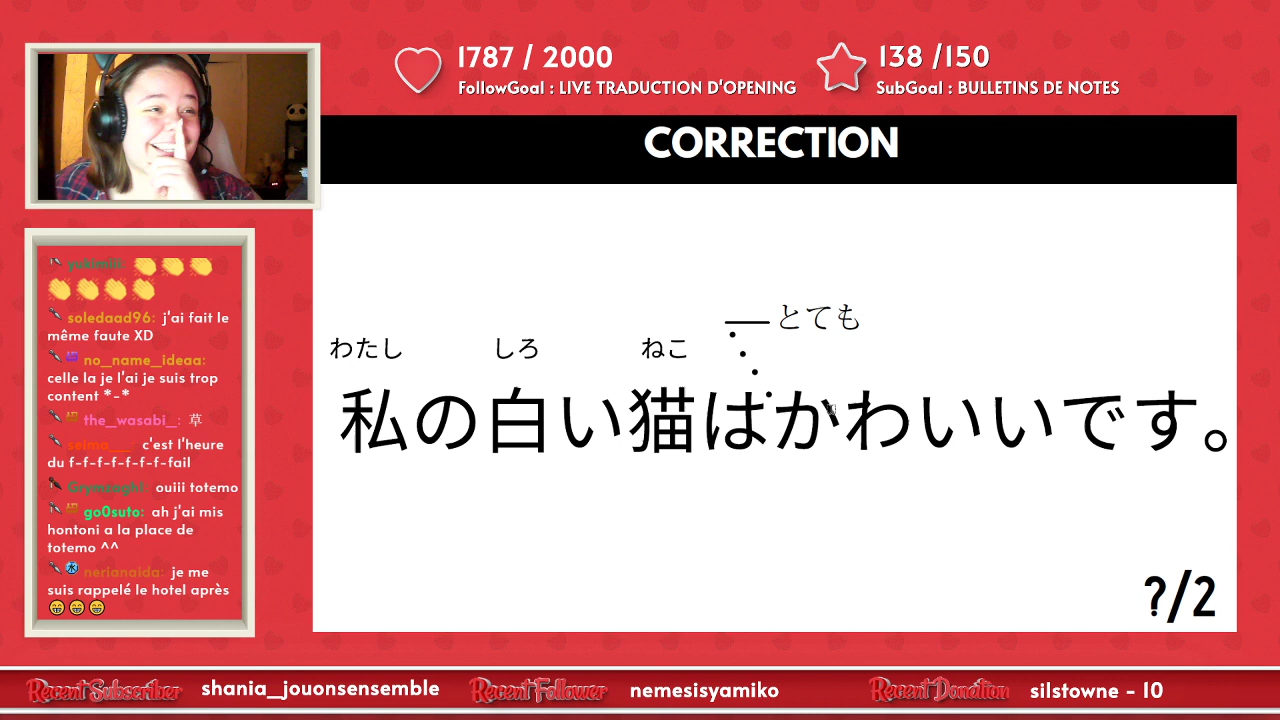 1787 / 2000
FollowGoal : LIVE TRADUCTION D'OPENING
138 /150
SubGoal : BULLETINS DE NOTES
CORRECTION
yukimiii:
soledaad96: j'ai fait le
même faute XD
no_name_ideaa:
celle la je l'ai je suis trop
content *-*
the_wasabi_: 草
c'est l'heure
du f-f-f-f-f-f-f-fail
ouiii totemo
go0suto: ah j'ai mis
hontoni a la place de
totemo ^^
nerianaida: je me
suis rappelé le hotel après
とても
わたし しろ ねこ
私の白い猫はかわいいです。
?/2
Recent Subscriber shania_jouonsensemble
Recent Follower nemesisyamiko
Recent Donation silstowne - 10